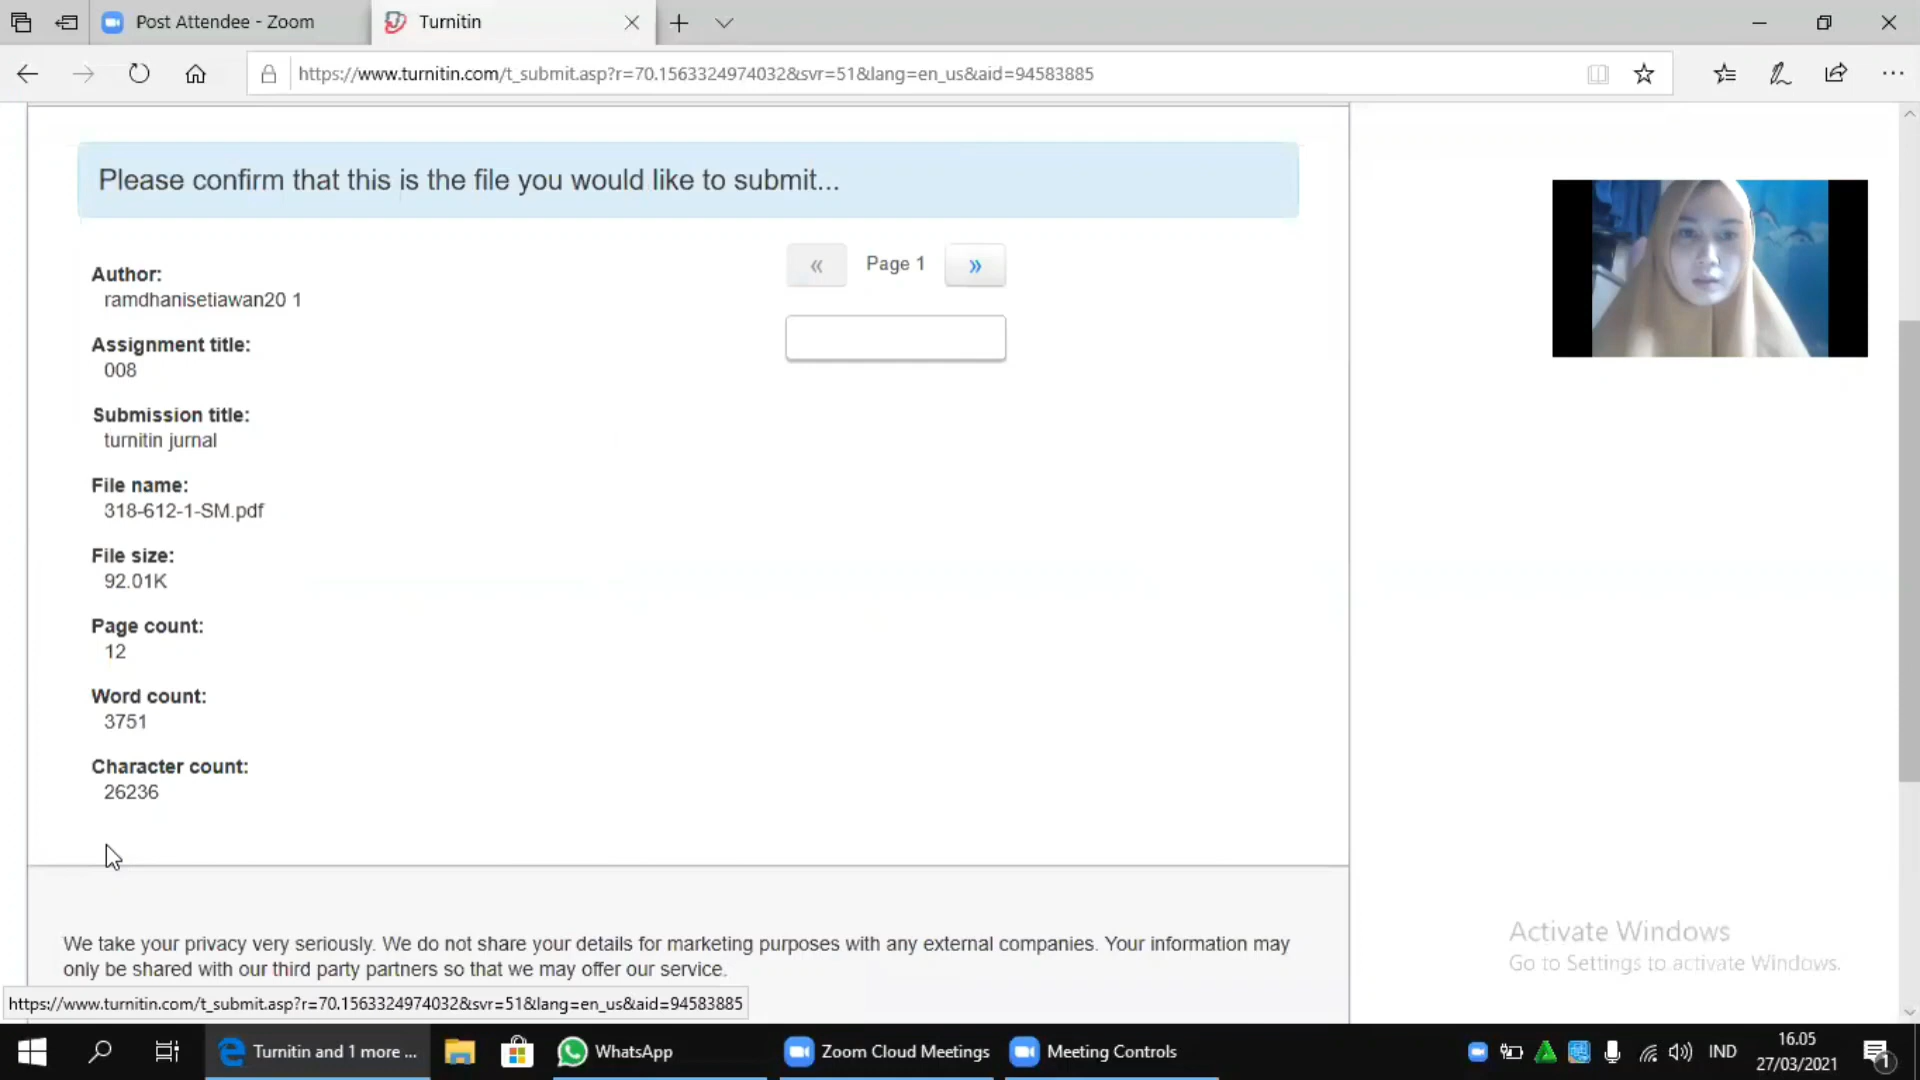 Post Attendee - Zoom
Turnitin
https://www.turnitin.com/t_submit.asp?r=70.1563324974032&svr=51&lang=en_us&aid=94583885
Please confirm that this is the file you would like to submit...
« Page 1 »
Author:
ramdhanisetiawan20 1
Assignment title:
008
Submission title:
turnitin jurnal
File name:
318-612-1-SM.pdf
File size:
92.01K
Page count:
12
Word count:
3751
Character count:
26236
We take your privacy very seriously. We do not share your details for marketing purposes with any external companies. Your information may
only be shared with our third party partners so that we may offer our service.
https://www.turnitin.com/t_submit.asp?r=70.1563324974032&svr=51&lang=en_us&aid=94583885
Activate Windows
Go to Settings to activate Windows.
Turnitin and 1 more ...
WhatsApp
Zoom Cloud Meetings
Meeting Controls
IND
16.05
27/03/2021
1